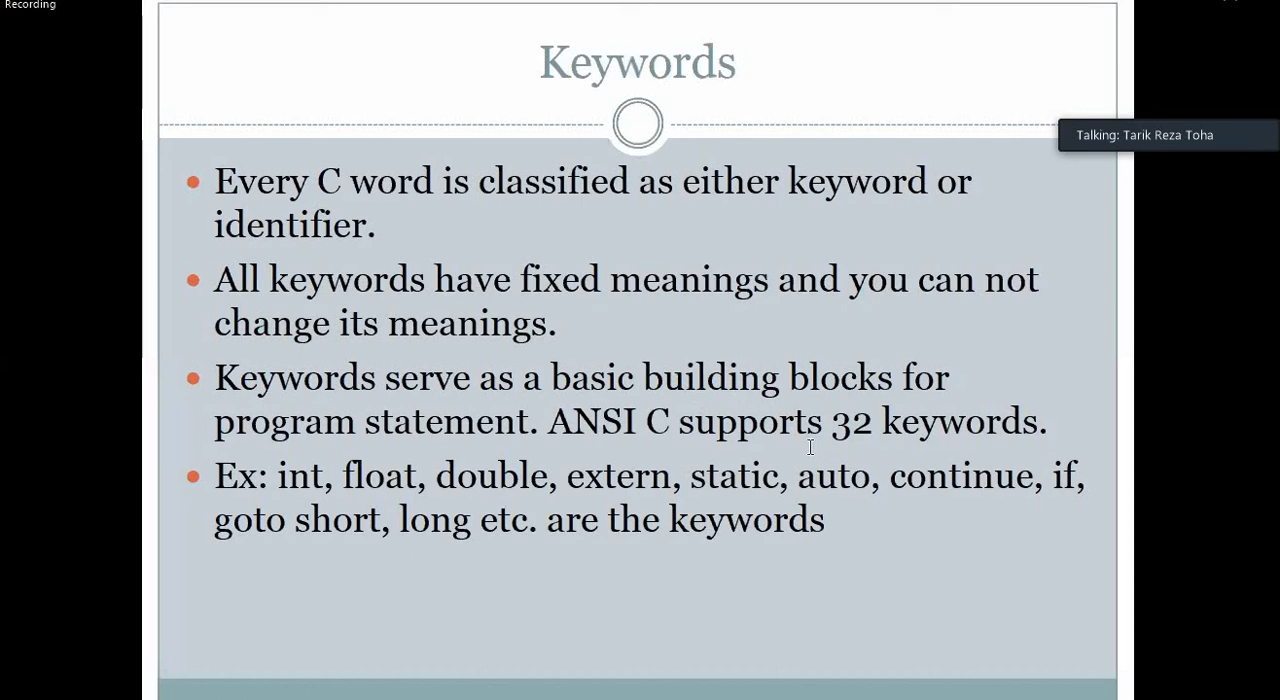 Recording
Keywords
Talking: Tarik Reza Toha
Every C word is classified as either keyword or
identifier.
All keywords have fixed meanings and you can not
change its meanings.
Keywords serve as a basic building blocks for
program statement. ANSI C supports 32 keywords.
Ex: int, float, double, extern, static, auto, continue, if,
goto short, long etc. are the keywords